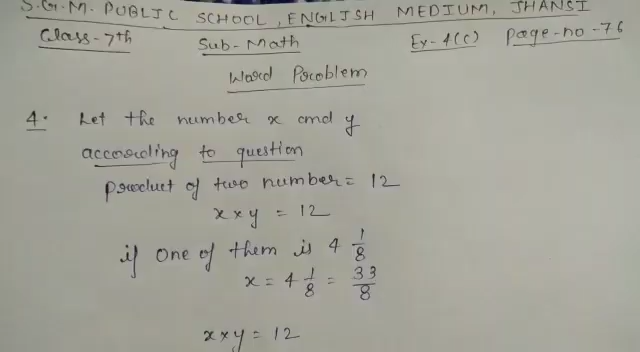 S.G.M. PUBLIC SCHOOL, ENGLISH MEDIUM, JHANSI
Class-7th Sub-Math Ex-4(c) Page-no-76
Word Problem
4. Let the number x and y
according to question
product of two number = 12
x × y = 12
if one of them is 4 1/8
x = 4 1/8 = 33/8
x × y = 12